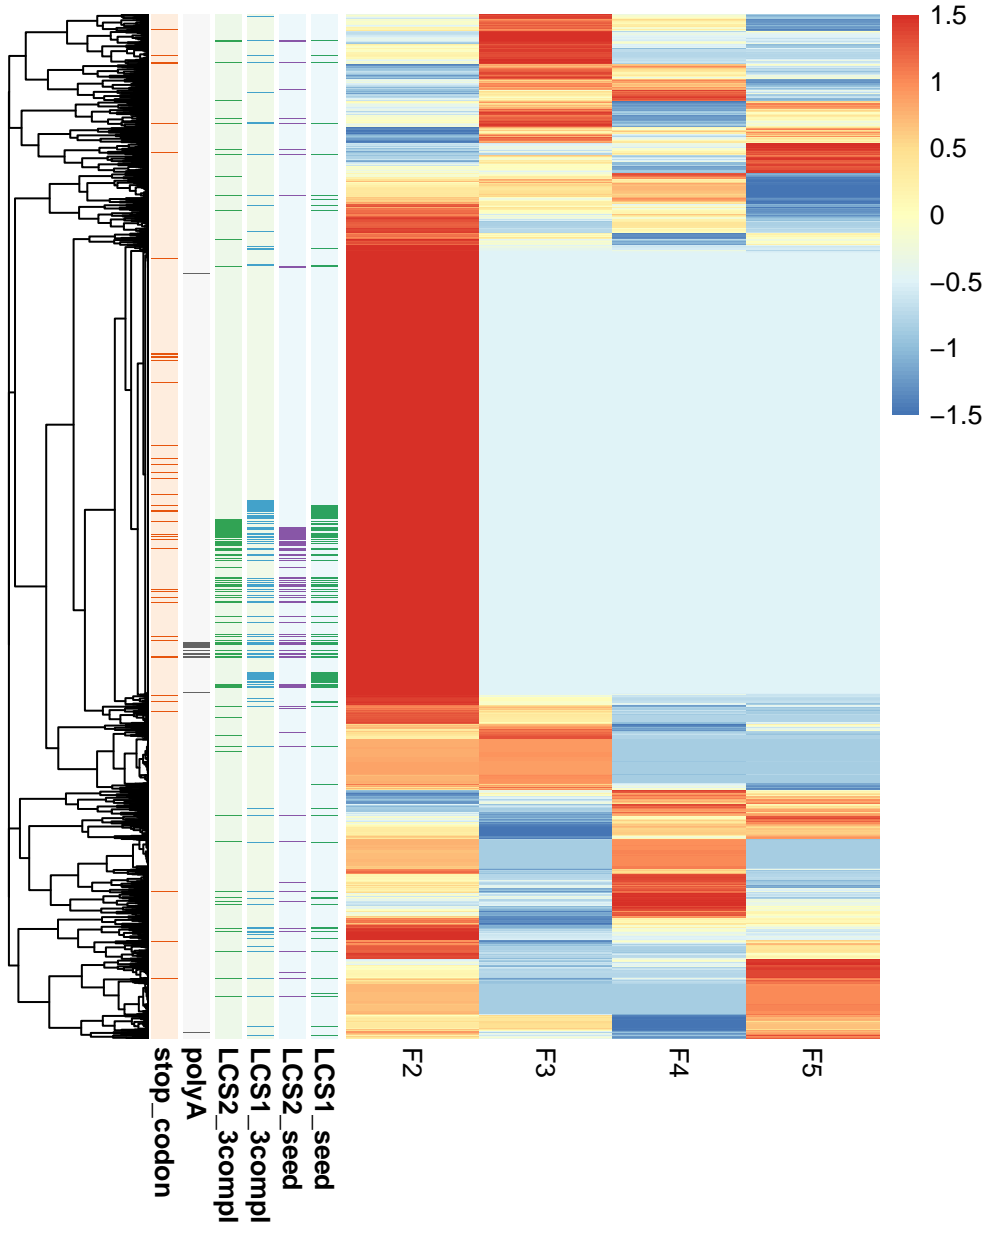 1.5
1
0.5
0
−0.5
−1
−1.5
stop_codon
polyA
LCS2_3compl
LCS1_3compl
LCS2_seed
LCS1_seed
F2
F3
F4
F5